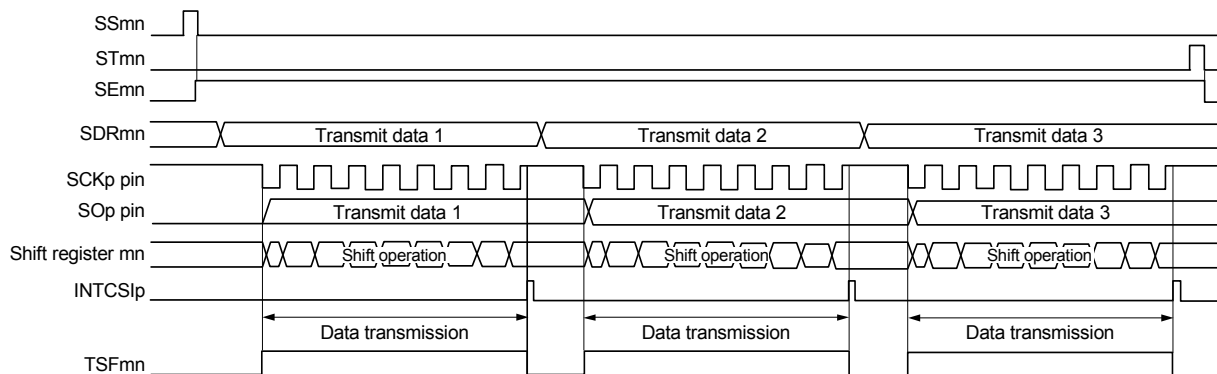 SSmn
STmn
SEmn
SDRmn Transmit data 1 Transmit data 2 Transmit data 3
SCKp pin
SOp pin Transmit data 1 Transmit data 2 Transmit data 3
Shift register mn Shift operation Shift operation Shift operation
INTCSIp
Data transmission Data transmission Data transmission
TSFmn